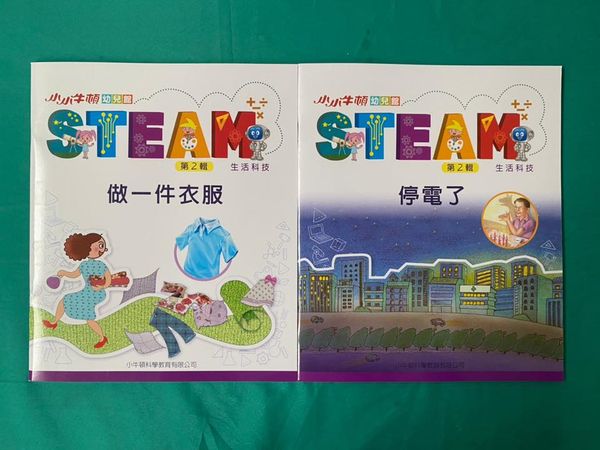 小小牛頓幼兒館
STEAM
第2輯
生活科技
做一件衣服
小牛頓科學教育有限公司
小小牛頓幼兒館
STEAM
第2輯
生活科技
停電了
小牛頓科學教育有限公司